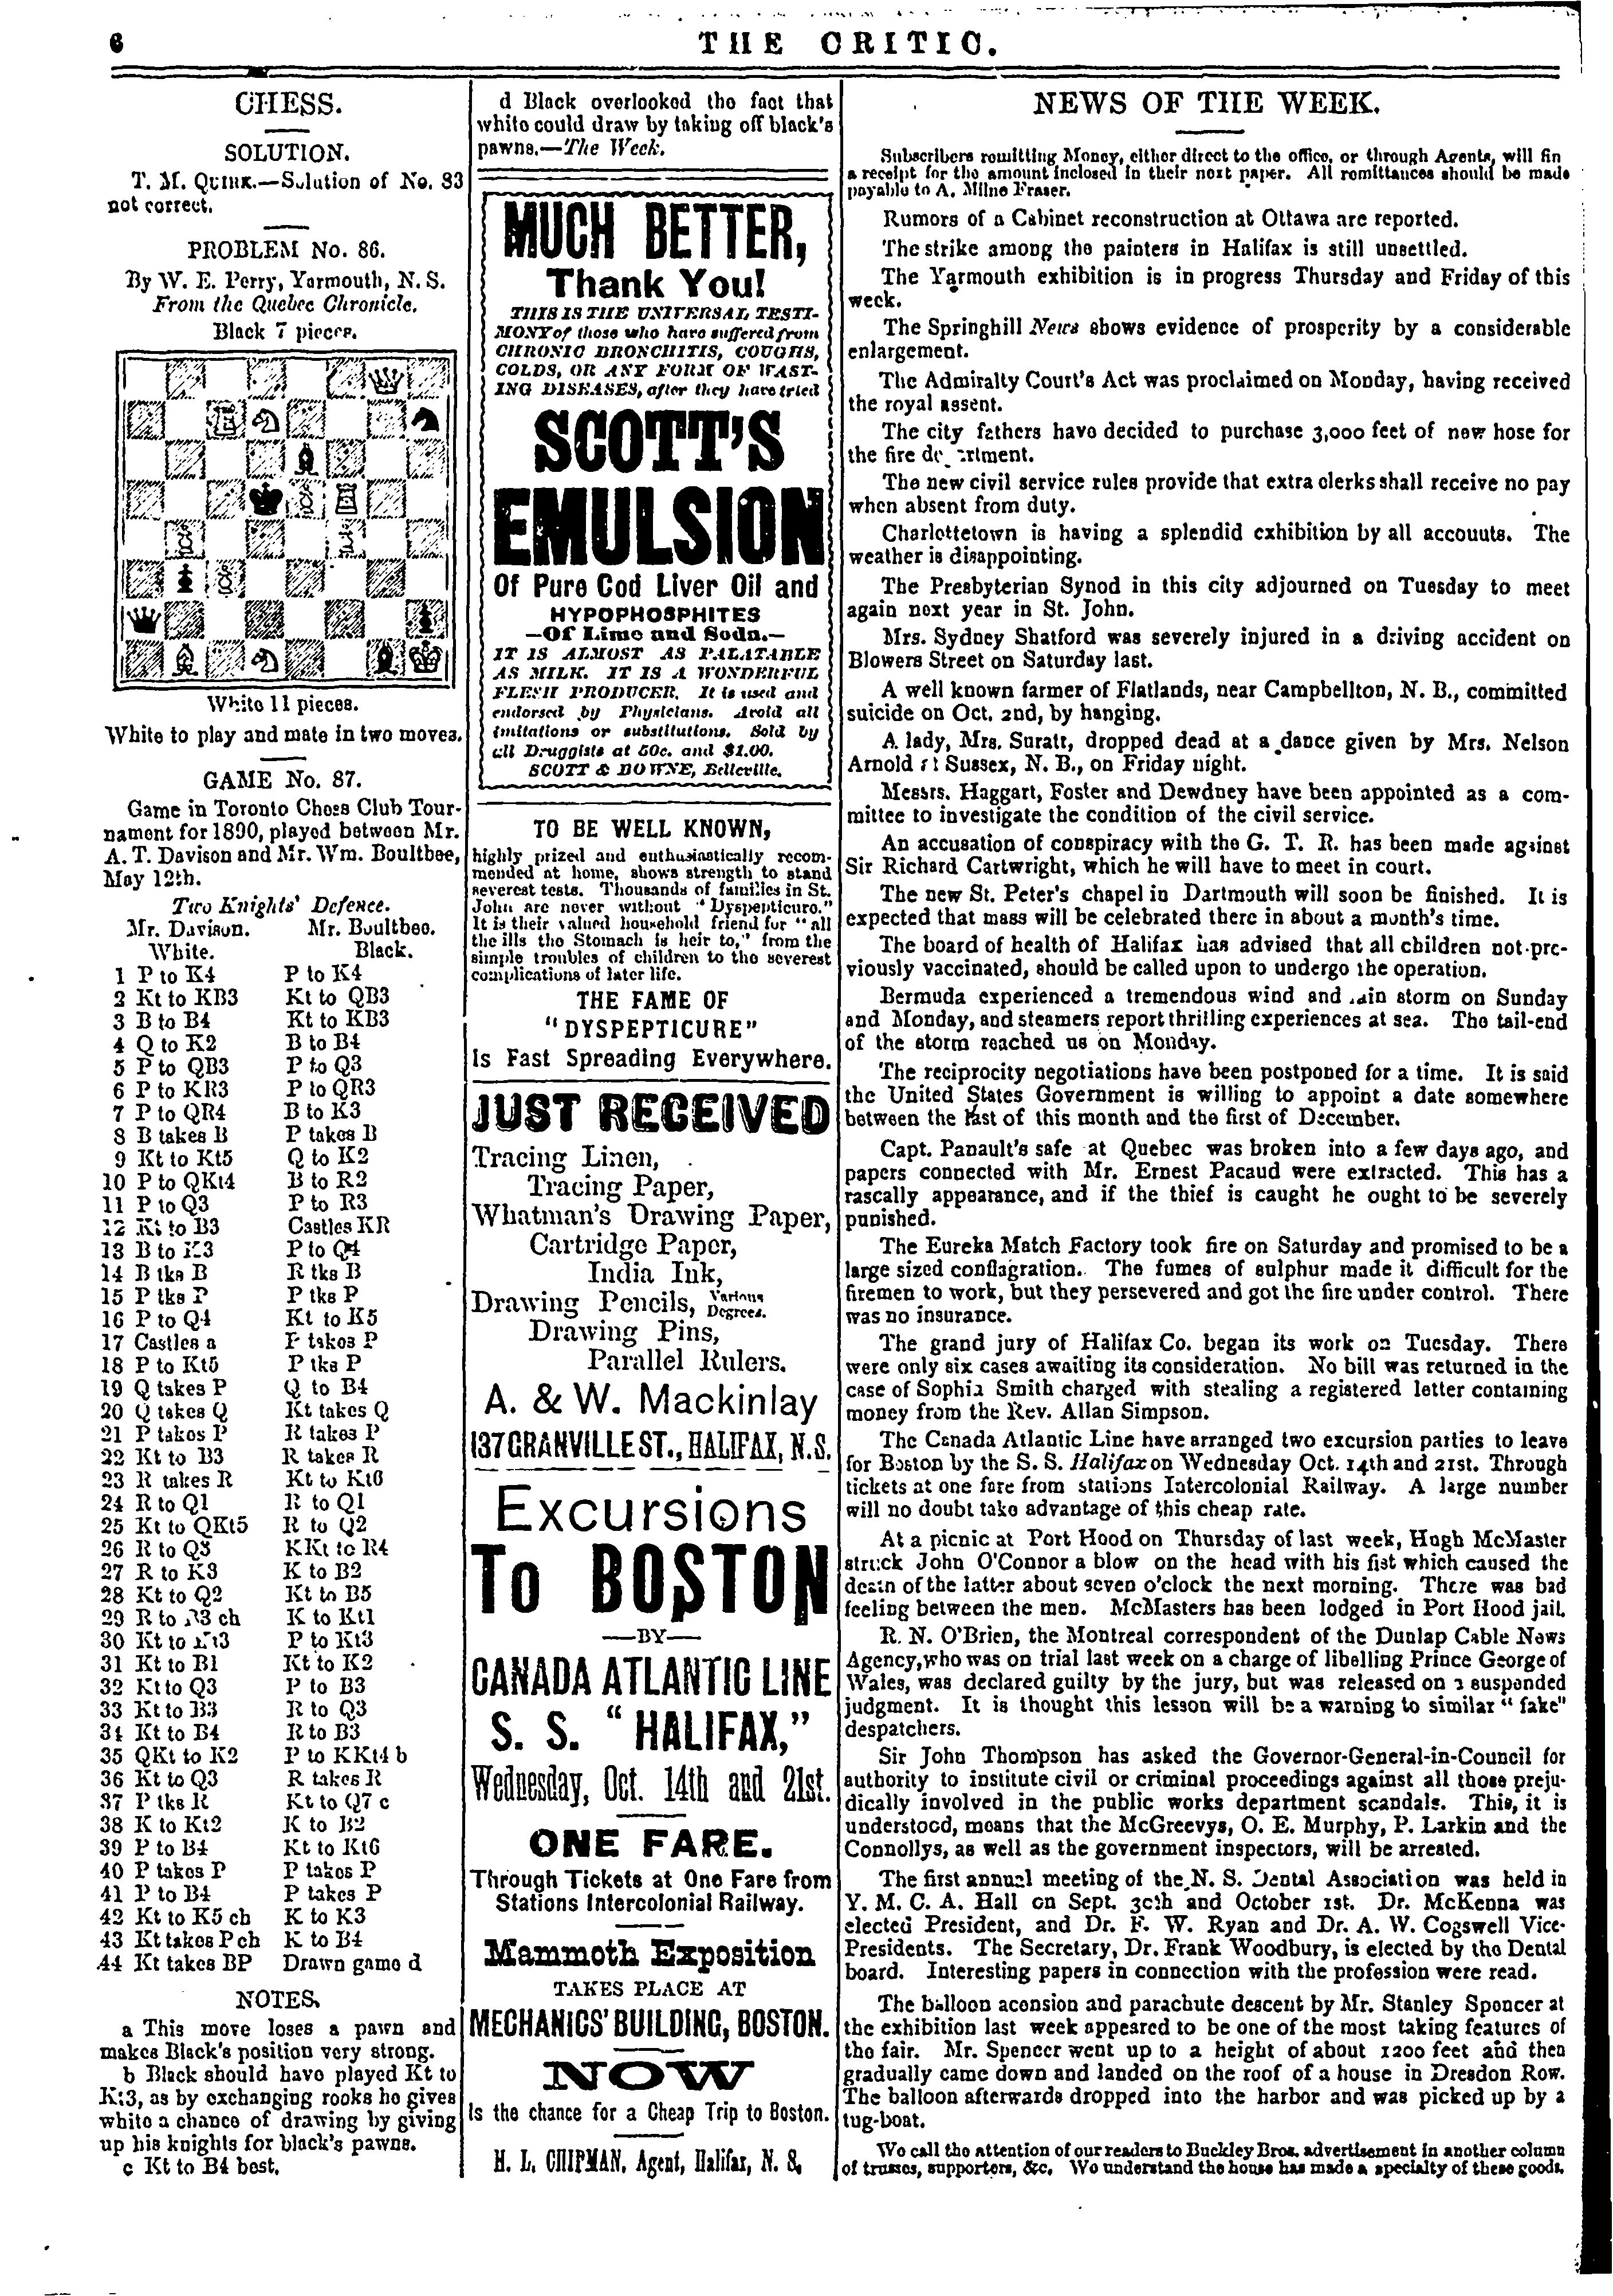 6
THE CRITIC.
CHESS.
SOLUTION.
T. M. QUIRK.—Solution of No. 83
not correct.
PROBLEM No. 86.
By W. E. Perry, Yarmouth, N. S.
From the Quebec Chronicle.
Black 7 pieces.
White 11 pieces.
White to play and mate in two moves.
GAME No. 87.
Game in Toronto Chess Club Tour-
nament for 1890, played between Mr.
A. T. Davison and Mr. Wm. Boultbee,
May 12th.
Two Knights' Defence.
Mr. Davison. Mr. Boultbee.
White. Black.
1 P to K4 P to K4
2 Kt to KB3 Kt to QB3
3 B to B4 Kt to KB3
4 Q to K2 B to B4
5 P to QB3 P to Q3
6 P to KR3 P to QR3
7 P to QR4 B to K3
8 B takes B P takes B
9 Kt to Kt5 Q to K2
10 P to QKt4 B to R2
11 P to Q3 P to R3
12 Kt to B3 Castles KR
13 B to K3 P to Q4
14 B tks B R tks B
15 P tks P P tks P
16 P to Q4 Kt to K5
17 Castles a P takes P
18 P to Kt5 P tks P
19 Q takes P Q to B4
20 Q takes Q Kt takes Q
21 P takes P R takes P
22 Kt to B3 R takes R
23 R takes R Kt to Kt6
24 R to Q1 R to Q1
25 Kt to QKt5 R to Q2
26 R to Q3 KKt to R4
27 R to K3 K to B2
28 Kt to Q2 Kt to B5
29 R to B3 ch K to Kt1
30 Kt to Kt3 P to Kt3
31 Kt to B1 Kt to K2
32 Kt to Q3 P to B3
33 Kt to B3 R to Q3
34 Kt to B4 R to B3
35 QKt to K2 P to KKt4 b
36 Kt to Q3 R takes R
37 P tks R Kt to Q7 c
38 K to Kt2 K to B2
39 P to B4 Kt to Kt6
40 P takes P P takes P
41 P to B4 P takes P
42 Kt to K5 ch K to K3
43 Kt takes P ch K to B4
44 Kt takes BP Drawn game d
NOTES.
a This move loses a pawn and
makes Black's position very strong.
b Black should have played Kt to
Kt3, as by exchanging rooks he gives
white a chance of drawing by giving
up his knights for black's pawns.
c Kt to B4 best.
d Black overlooked the fact that
white could draw by taking off black's
pawns.—The Week.
MUCH BETTER,
Thank You!
THIS IS THE UNIVERSAL TESTI-
MONY of those who have suffered from
CHRONIC BRONCHITIS, COUGHS,
COLDS, OR ANY FORM OF WAST-
ING DISEASES, after they have tried
SCOTT'S
EMULSION
Of Pure Cod Liver Oil and
HYPOPHOSPHITES
—Of Lime and Soda.—
IT IS ALMOST AS PALATABLE
AS MILK. IT IS A WONDERFUL
FLESH PRODUCER. It is used and
endorsed by Physicians. Avoid all
imitations or substitutions. Sold by
all Druggists at 50c. and $1.00.
SCOTT & BOWNE, Belleville.
TO BE WELL KNOWN,
highly prized and enthusiastically recom-
mended at home, shows strength to stand
severest tests. Thousands of families in St.
John are never without "Dyspepticure."
It is their valued household friend for "all
the ills the Stomach is heir to," from the
simple troubles of children to the severest
complications of later life.
THE FAME OF
"DYSPEPTICURE"
Is Fast Spreading Everywhere.
JUST RECEIVED
Tracing Linen,
Tracing Paper,
Whatman's Drawing Paper,
Cartridge Paper,
India Ink,
Drawing Pencils, Various Degrees.
Drawing Pins,
Parallel Rulers.
A. & W. Mackinlay
137 GRANVILLE ST., HALIFAX, N.S.
Excursions
To BOSTON
—BY—
CANADA ATLANTIC LINE
S. S. "HALIFAX,"
Wednesday, Oct. 14th and 21st.
ONE FARE.
Through Tickets at One Fare from
Stations Intercolonial Railway.
Mammoth Exposition
TAKES PLACE AT
MECHANICS' BUILDING, BOSTON.
NOW
Is the chance for a Cheap Trip to Boston.
H. L. CHIPMAN, Agent, Halifax, N. S.
NEWS OF THE WEEK.
Subscribers remitting Money, either direct to the office, or through Agents, will fin
a receipt for the amount inclosed in their next paper. All remittances should be made
payable to A. Milne Fraser.
Rumors of a Cabinet reconstruction at Ottawa are reported.
The strike among the painters in Halifax is still unsettled.
The Yarmouth exhibition is in progress Thursday and Friday of this
week.
The Springhill News shows evidence of prosperity by a considerable
enlargement.
The Admiralty Court's Act was proclaimed on Monday, having received
the royal assent.
The city fathers have decided to purchase 3,000 feet of new hose for
the fire department.
The new civil service rules provide that extra clerks shall receive no pay
when absent from duty.
Charlottetown is having a splendid exhibition by all accouuts. The
weather is disappointing.
The Presbyterian Synod in this city adjourned on Tuesday to meet
again next year in St. John.
Mrs. Sydney Shatford was severely injured in a driving accident on
Blowers Street on Saturday last.
A well known farmer of Flatlands, near Campbellton, N. B., committed
suicide on Oct. 2nd, by hanging.
A lady, Mrs. Suratt, dropped dead at a dance given by Mrs. Nelson
Arnold at Sussex, N. B., on Friday night.
Messrs. Haggart, Foster and Dewdney have been appointed as a com-
mittee to investigate the condition of the civil service.
An accusation of conspiracy with the G. T. R. has been made against
Sir Richard Cartwright, which he will have to meet in court.
The new St. Peter's chapel in Dartmouth will soon be finished. It is
expected that mass will be celebrated there in about a month's time.
The board of health of Halifax has advised that all children not pre-
viously vaccinated, should be called upon to undergo the operation.
Bermuda experienced a tremendous wind and rain storm on Sunday
and Monday, and steamers report thrilling experiences at sea. The tail-end
of the storm reached us on Monday.
The reciprocity negotiations have been postponed for a time. It is said
the United States Government is willing to appoint a date somewhere
between the last of this month and the first of December.
Capt. Panault's safe at Quebec was broken into a few days ago, and
papers connected with Mr. Ernest Pacaud were extracted. This has a
rascally appearance, and if the thief is caught he ought to be severely
punished.
The Eureka Match Factory took fire on Saturday and promised to be a
large sized conflagration. The fumes of sulphur made it difficult for the
firemen to work, but they persevered and got the fire under control. There
was no insurance.
The grand jury of Halifax Co. began its work on Tuesday. There
were only six cases awaiting its consideration. No bill was returned in the
case of Sophia Smith charged with stealing a registered letter containing
money from the Rev. Allan Simpson.
The Canada Atlantic Line have arranged two excursion parties to leave
for Boston by the S. S. Halifax on Wednesday Oct. 14th and 21st. Through
tickets at one fare from stations Intercolonial Railway. A large number
will no doubt take advantage of this cheap rate.
At a picnic at Port Hood on Thursday of last week, Hugh McMaster
struck John O'Connor a blow on the head with his fist which caused the
death of the latter about seven o'clock the next morning. There was bad
feeling between the men. McMasters has been lodged in Port Hood jail.
R. N. O'Brien, the Montreal correspondent of the Dunlap Cable News
Agency, who was on trial last week on a charge of libelling Prince George of
Wales, was declared guilty by the jury, but was released on a suspended
judgment. It is thought this lesson will be a warning to similar "fake"
despatchers.
Sir John Thompson has asked the Governor-General-in-Council for
authority to institute civil or criminal proceedings against all those preju-
dically involved in the public works department scandals. This, it is
understood, means that the McGreevys, O. E. Murphy, P. Larkin and the
Connollys, as well as the government inspectors, will be arrested.
The first annual meeting of the N. S. Dental Association was held in
Y. M. C. A. Hall on Sept. 30th and October 1st. Dr. McKenna was
elected President, and Dr. F. W. Ryan and Dr. A. W. Cogswell Vice-
Presidents. The Secretary, Dr. Frank Woodbury, is elected by the Dental
board. Interesting papers in connection with the profession were read.
The balloon acension and parachute descent by Mr. Stanley Spencer at
the exhibition last week appeared to be one of the most taking features of
the fair. Mr. Spencer went up to a height of about 1200 feet and then
gradually came down and landed on the roof of a house in Dresdon Row.
The balloon afterwards dropped into the harbor and was picked up by a
tug-boat.
We call the attention of our readers to Buckley Bros. advertisement in another column
of trusses, supporters, &c. We understand the house has made a specialty of these goods.